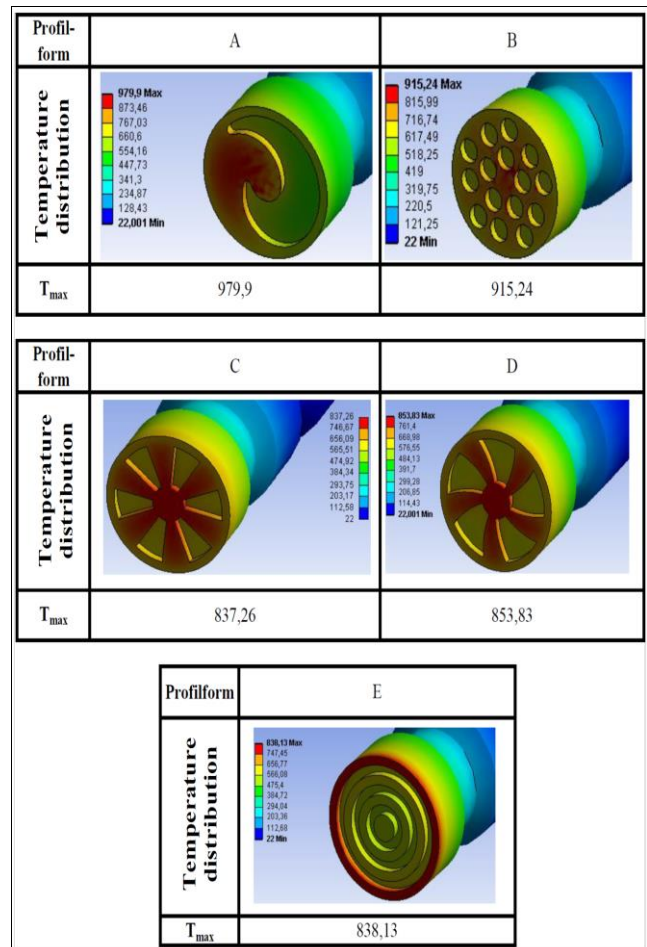 Profil-
form
A
B
Temperature
distribution
979,9 Max
873,46
767,03
660,6
554,16
447,73
341,3
234,87
128,43
22,001 Min
915,24 Max
815,99
716,74
617,49
518,25
419
319,75
220,5
121,25
22 Min
Tmax
979,9
915,24
Profil-
form
C
D
Temperature
distribution
837,26
746,67
656,09
565,51
474,92
384,34
293,75
203,17
112,58
22
853,83 Max
761,4
668,98
576,55
484,13
391,7
299,28
206,85
114,43
22,001 Min
Tmax
837,26
853,83
Profilform
E
Temperature
distribution
838,13 Max
747,45
656,77
566,08
475,4
384,72
294,04
203,36
112,68
22 Min
Tmax
838,13